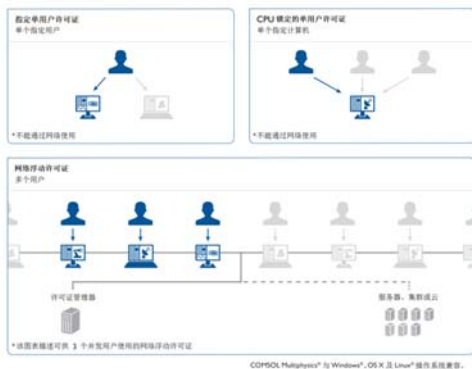 指定单用户许可证
单个指定用户
*不能通过网络使用
CPU 锁定的单用户许可证
单个指定计算机
*不能通过网络使用
网络浮动许可证
多个用户
许可证管理器
服务器、集群或云
*该图表描述可供 3 个并发用户使用的网络浮动许可证
COMSOL Multiphysics® 与 Windows®、OS X 及 Linux® 操作系统兼容。